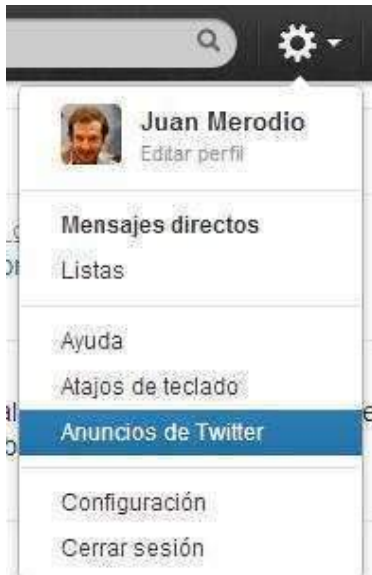 Juan Merodio
Editar perfil
Mensajes directos
Listas
Ayuda
Atajos de teclado
Anuncios de Twitter
Configuración
Cerrar sesión